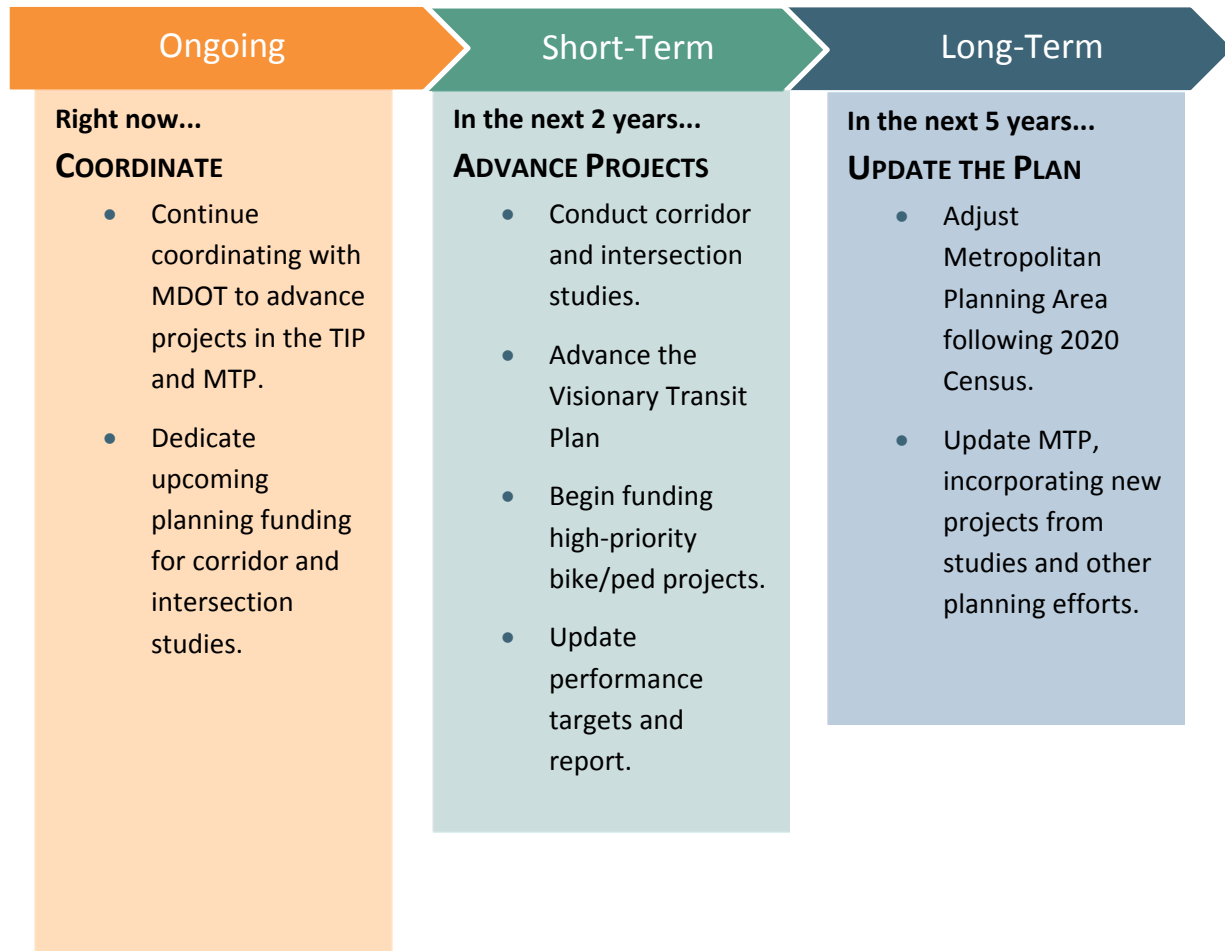 Ongoing
Short-Term
Long-Term
Right now...
COORDINATE
• Continue
coordinating with
MDOT to advance
projects in the TIP
and MTP.
• Dedicate
upcoming
planning funding
for corridor and
intersection
studies.
In the next 2 years...
ADVANCE PROJECTS
• Conduct corridor
and intersection
studies.
• Advance the
Visionary Transit
Plan
• Begin funding
high-priority
bike/ped projects.
• Update
performance
targets and
report.
In the next 5 years...
UPDATE THE PLAN
• Adjust
Metropolitan
Planning Area
following 2020
Census.
• Update MTP,
incorporating new
projects from
studies and other
planning efforts.